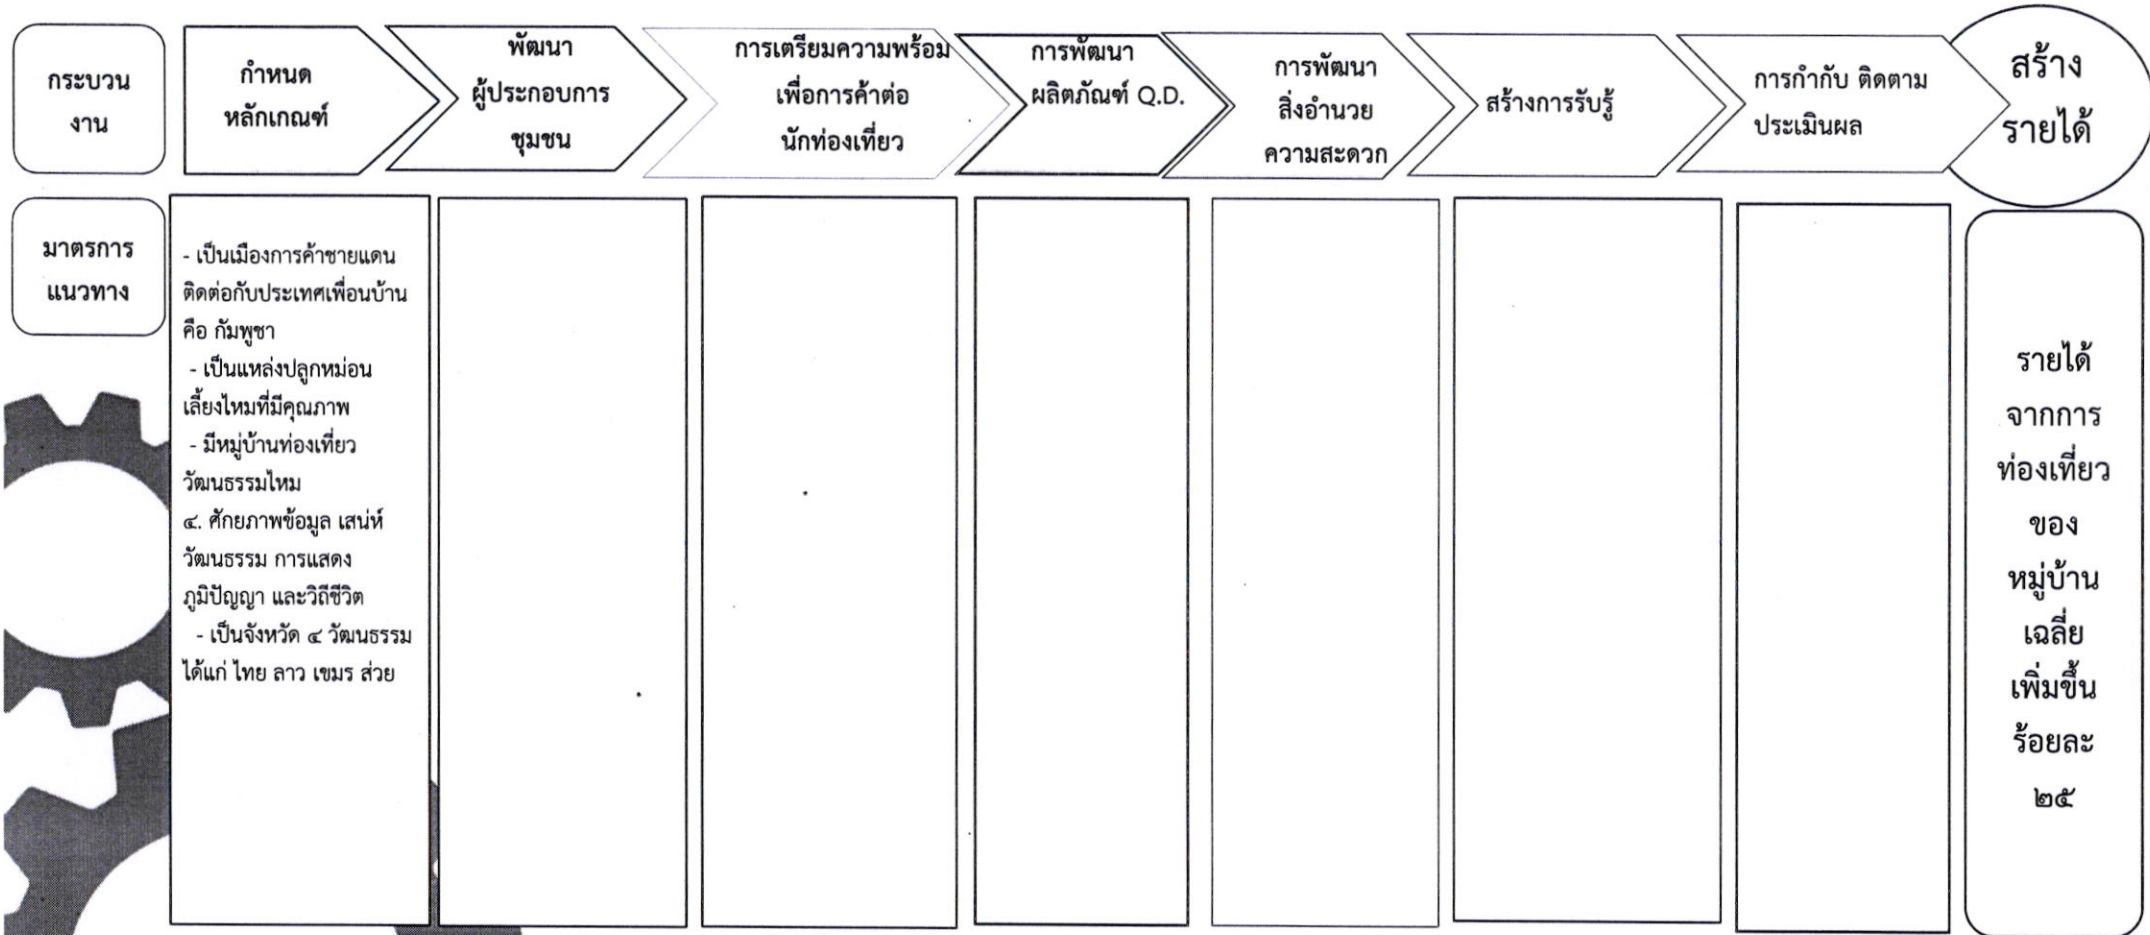 กระบวน
งาน
กำหนด
หลักเกณฑ์
พัฒนา
ผู้ประกอบการ
ชุมชน
การเตรียมความพร้อม
เพื่อการค้าต่อ
นักท่องเที่ยว
การพัฒนา
ผลิตภัณฑ์ Q.D.
การพัฒนา
สิ่งอำนวย
ความสะดวก
สร้างการรับรู้
การกำกับ ติดตาม
ประเมินผล
สร้าง
รายได้
มาตรการ
แนวทาง
- เป็นเมืองการค้าชายแดน
ติดต่อกับประเทศเพื่อนบ้าน
คือ กัมพูชา
- เป็นแหล่งปลูกหม่อน
เลี้ยงไหมที่มีคุณภาพ
- มีหมู่บ้านท่องเที่ยว
วัฒนธรรมไหม
๔. ศักยภาพข้อมูล เสน่ห์
วัฒนธรรม การแสดง
ภูมิปัญญา และวิถีชีวิต
- เป็นจังหวัด ๔ วัฒนธรรม
ได้แก่ ไทย ลาว เขมร ส่วย
รายได้
จากการ
ท่องเที่ยว
ของ
หมู่บ้าน
เฉลี่ย
เพิ่มขึ้น
ร้อยละ
๒๕